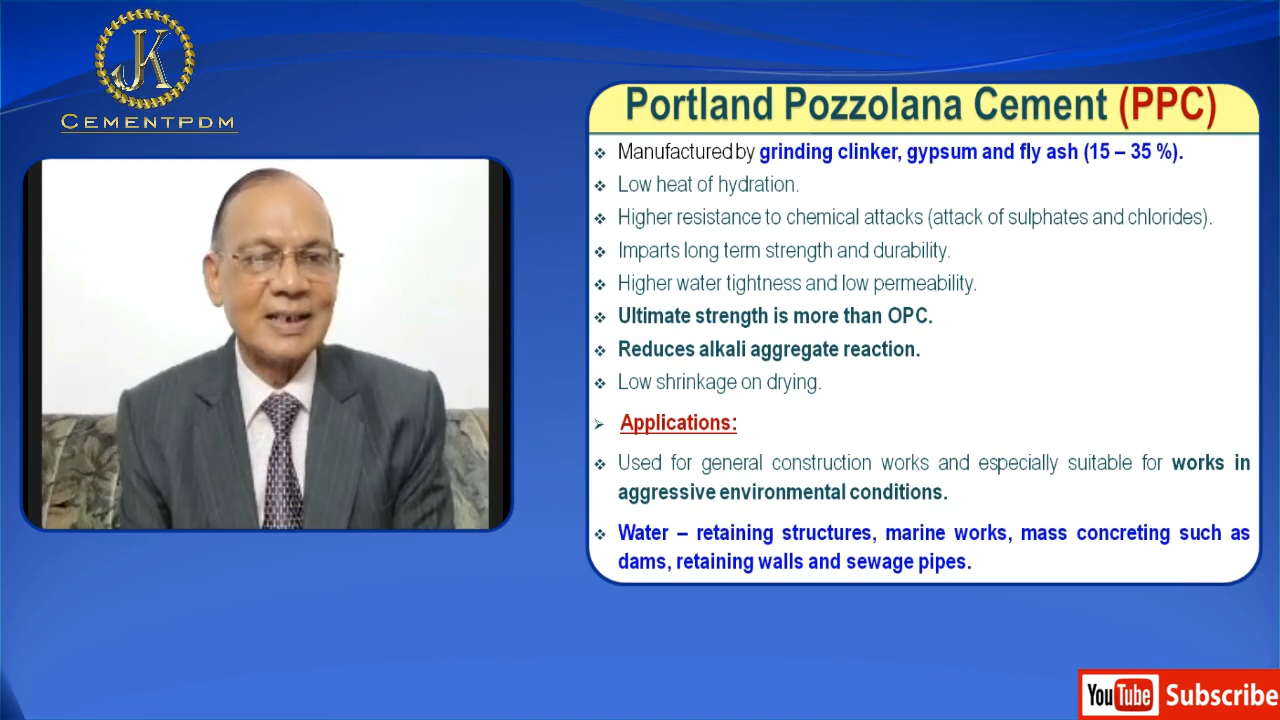 JK
CEMENTPDM
Portland Pozzolana Cement (PPC)
Manufactured by grinding clinker, gypsum and fly ash (15 – 35 %).
Low heat of hydration.
Higher resistance to chemical attacks (attack of sulphates and chlorides).
Imparts long term strength and durability.
Higher water tightness and low permeability.
Ultimate strength is more than OPC.
Reduces alkali aggregate reaction.
Low shrinkage on drying.
Applications:
Used for general construction works and especially suitable for works in
aggressive environmental conditions.
Water – retaining structures, marine works, mass concreting such as
dams, retaining walls and sewage pipes.
YouTube Subscribe